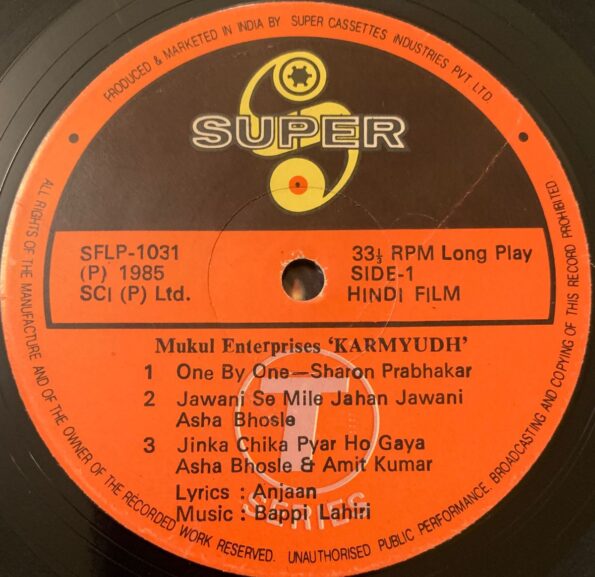 PRODUCED & MARKETED IN INDIA BY SUPER CASSETTES INDUSTRIES PVT. LTD.
SUPER
SFLP-1031
(P) 1985
SCI (P) Ltd.
33⅓ RPM Long Play
SIDE-1
HINDI FILM
Mukul Enterprises ‘KARMYUDH’
1 One By One—Sharon Prabhakar
2 Jawani Se Mile Jahan Jawani
Asha Bhosle
3 Jinka Chika Pyar Ho Gaya
Asha Bhosle & Amit Kumar
Lyrics : Anjaan
Music : Bappi Lahiri
T
SERIES
ALL RIGHTS OF THE MANUFACTURE AND OF THE OWNER OF THE RECORDED WORK RESERVED. UNAUTHORISED PUBLIC PERFORMANCE. BROADCASTING AND COPYING OF THIS RECORD PROHIBITED